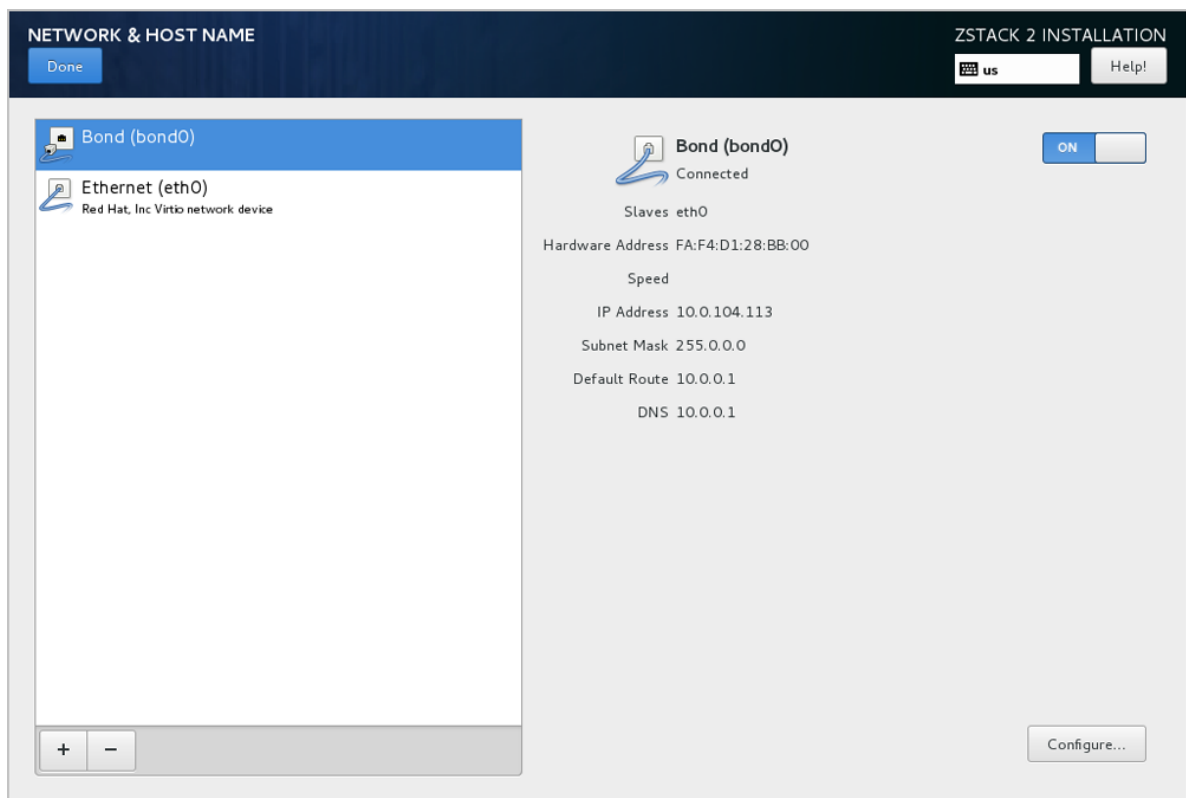 NETWORK & HOST NAME
ZSTACK 2 INSTALLATION
Done
us
Help!
Bond (bond0)
Ethernet (eth0)
Red Hat, Inc Virtio network device
Bond (bond0)
ON
Connected
Slaves eth0
Hardware Address FA:F4:D1:28:BB:00
Speed
IP Address 10.0.104.113
Subnet Mask 255.0.0.0
Default Route 10.0.0.1
DNS 10.0.0.1
+ −
Configure...